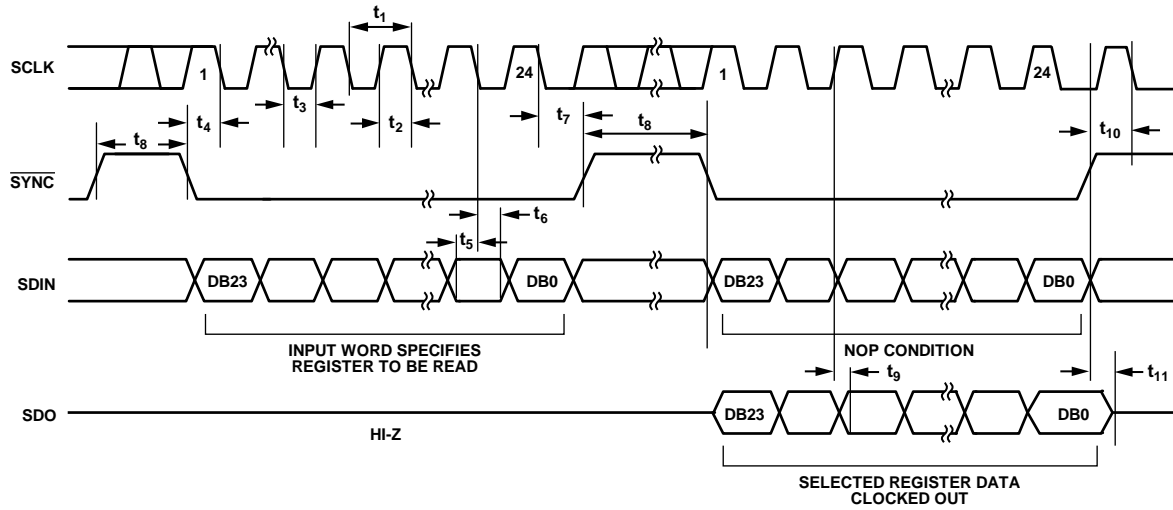 t1
SCLK
1
24
1
24
t3
t4
t2
t7
t8
t10
t8
SYNC
t6
t5
SDIN
DB23
DB0
DB23
DB0
INPUT WORD SPECIFIES
REGISTER TO BE READ
NOP CONDITION
t9
t11
SDO
DB23
DB0
HI-Z
SELECTED REGISTER DATA
CLOCKED OUT